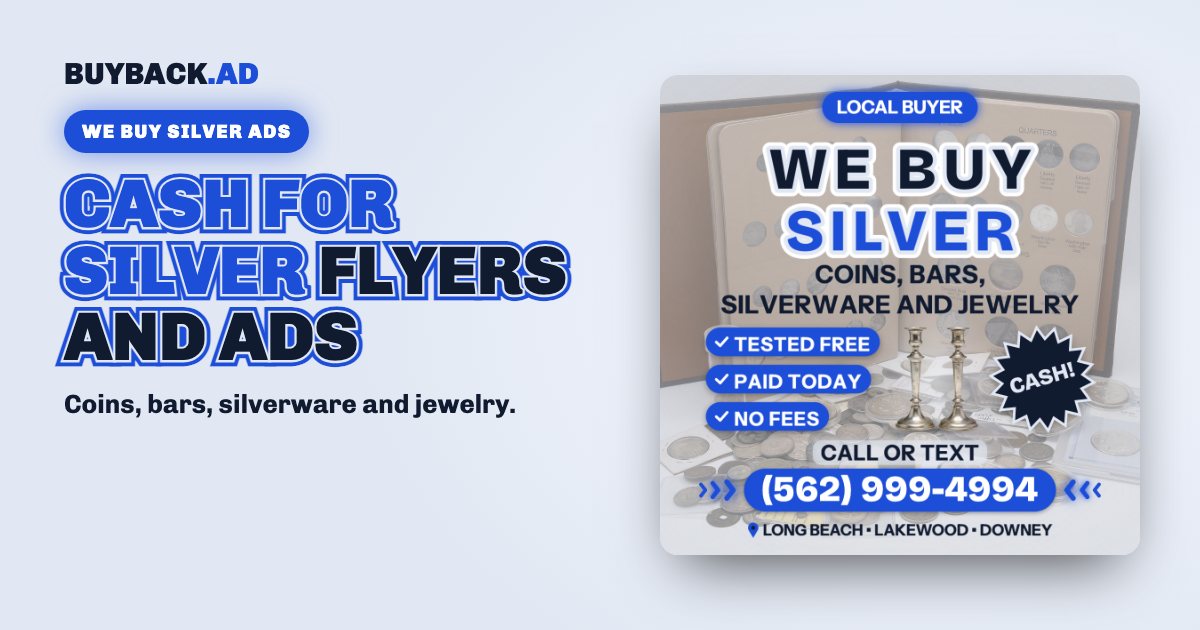 BUYBACK.AD
WE BUY SILVER ADS
CASH FOR
SILVER FLYERS
AND ADS
Coins, bars, silverware and jewelry.
LOCAL BUYER
QUARTERS
WE BUY
SILVER
COINS, BARS,
SILVERWARE AND JEWELRY
✓ TESTED FREE
✓ PAID TODAY
✓ NO FEES
CASH!
CALL OR TEXT
(562) 999-4994
LONG BEACH ▪ LAKEWOOD ▪ DOWNEY